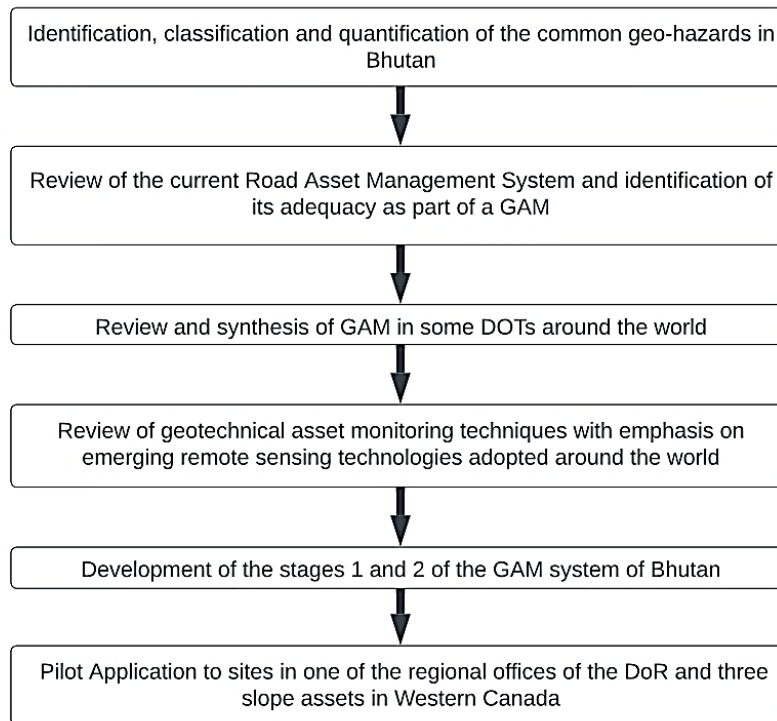 Identification, classification and quantification of the common geo-hazards in
Bhutan
Review of the current Road Asset Management System and identification of
its adequacy as part of a GAM
Review and synthesis of GAM in some DOTs around the world
Review of geotechnical asset monitoring techniques with emphasis on
emerging remote sensing technologies adopted around the world
Development of the stages 1 and 2 of the GAM system of Bhutan
Pilot Application to sites in one of the regional offices of the DoR and three
slope assets in Western Canada